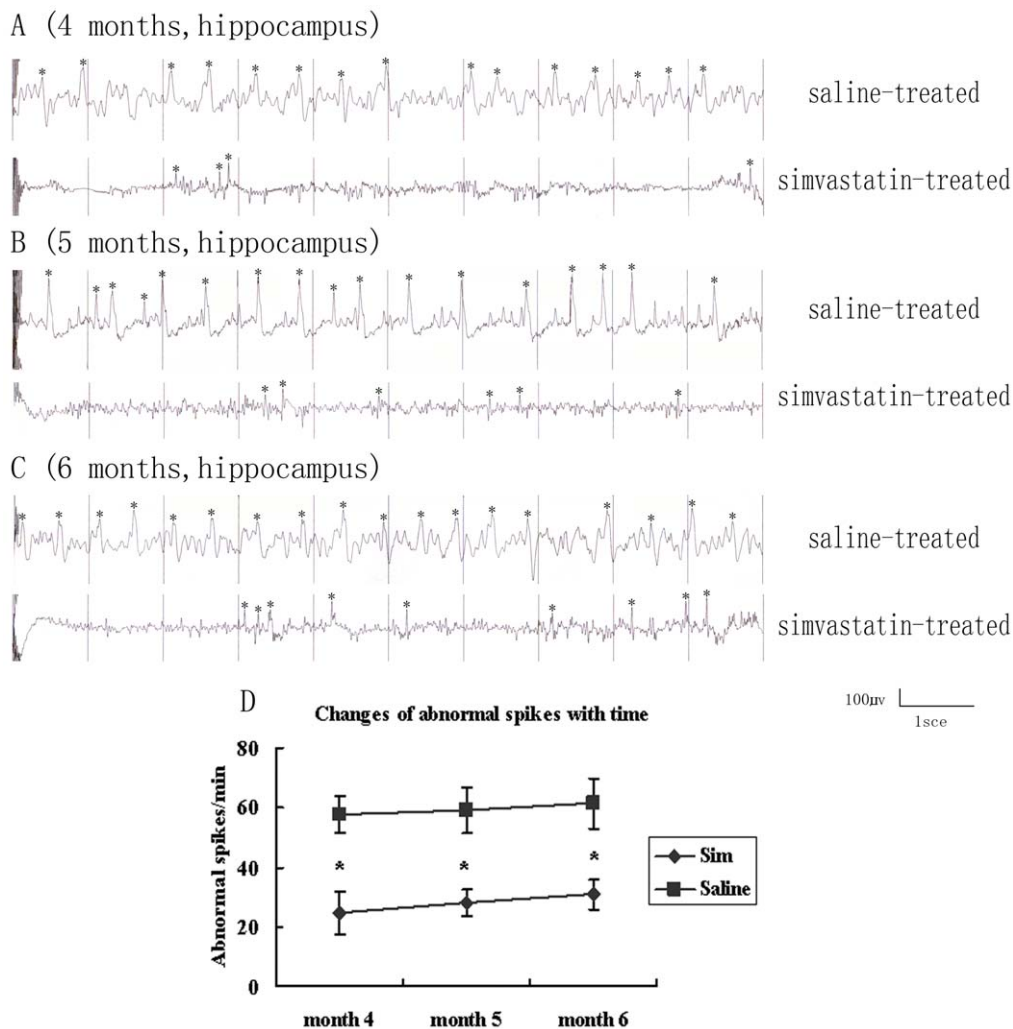 A (4 months, hippocampus)
saline-treated
simvastatin-treated
B (5 months, hippocampus)
saline-treated
simvastatin-treated
C (6 months, hippocampus)
saline-treated
simvastatin-treated
100μv
1sce
D
Changes of abnormal spikes with time
Abnormal spikes/min
80
60
40
20
0
* * *
Sim
Saline
month 4 month 5 month 6